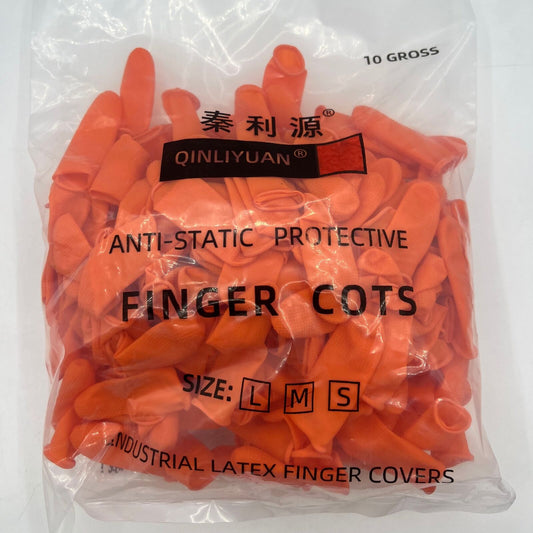 10 GROSS
秦利源®
QINLIYUAN®
ANTI-STATIC PROTECTIVE
FINGER COTS
SIZE: L M S
INDUSTRIAL LATEX FINGER COVERS